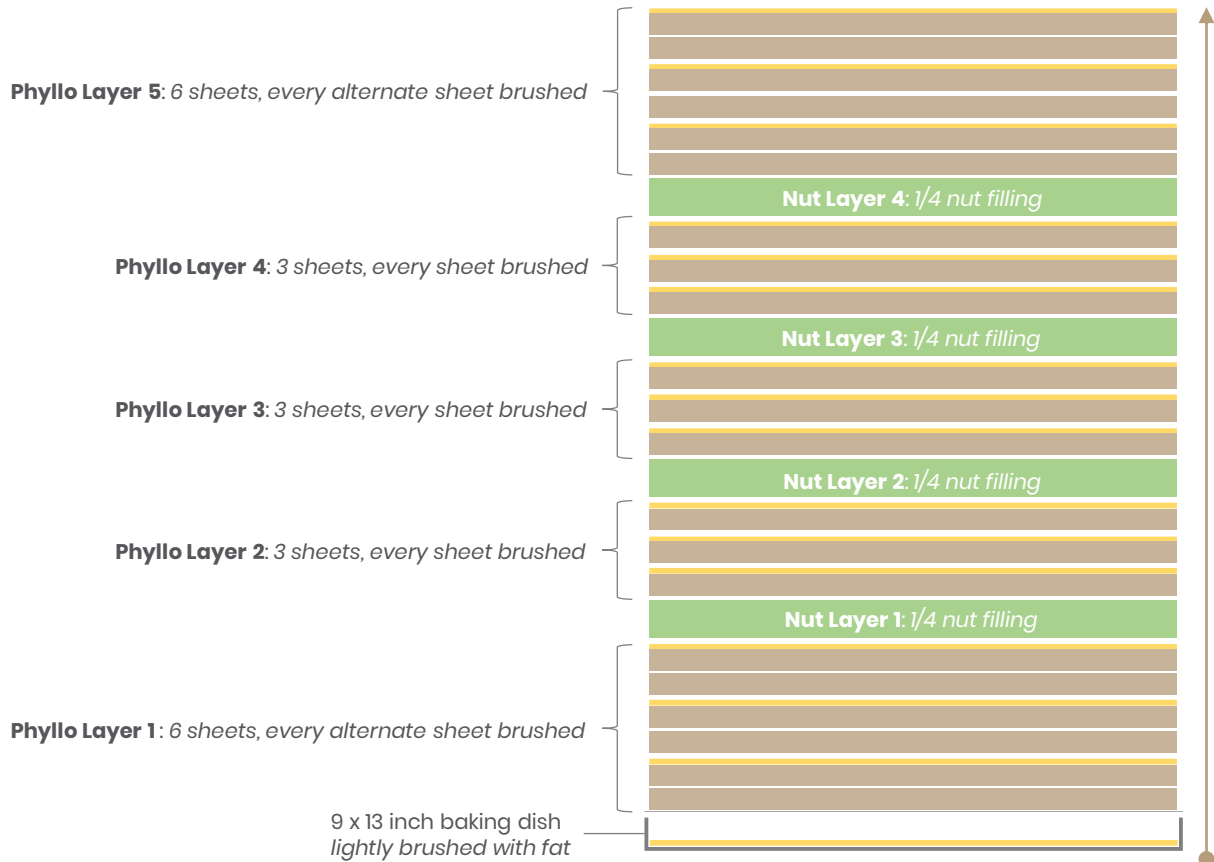 Phyllo Layer 5: 6 sheets, every alternate sheet brushed
Nut Layer 4: 1/4 nut filling
Phyllo Layer 4: 3 sheets, every sheet brushed
Nut Layer 3: 1/4 nut filling
Phyllo Layer 3: 3 sheets, every sheet brushed
Nut Layer 2: 1/4 nut filling
Phyllo Layer 2: 3 sheets, every sheet brushed
Nut Layer 1: 1/4 nut filling
Phyllo Layer 1: 6 sheets, every alternate sheet brushed
9 x 13 inch baking dish
lightly brushed with fat